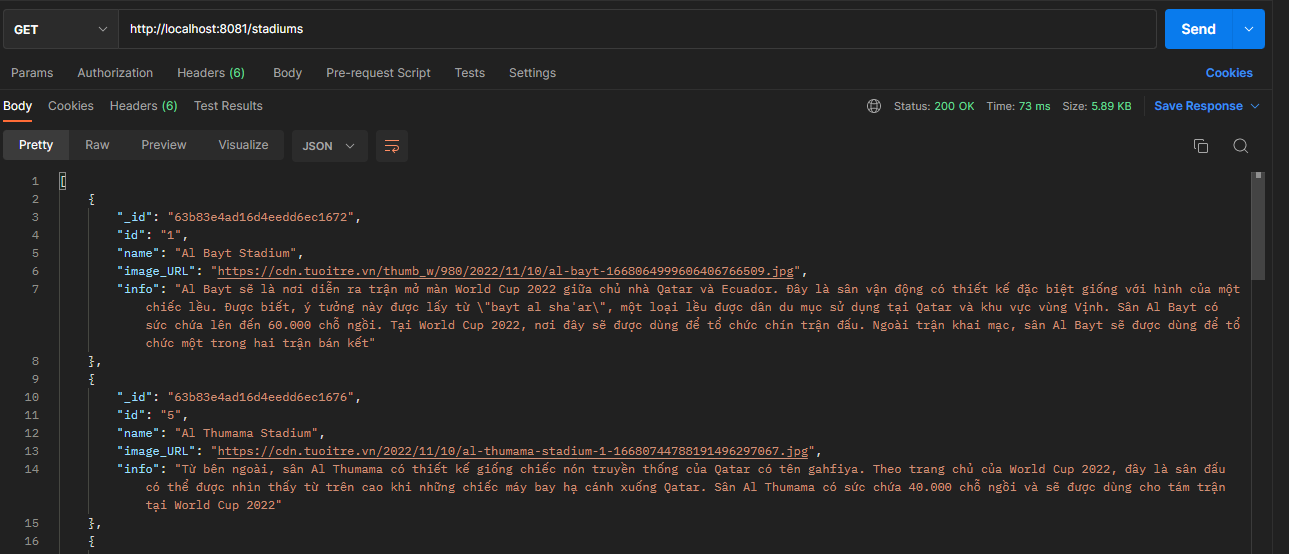 GET http://localhost:8081/stadiums Send
Params Authorization Headers (6) Body Pre-request Script Tests Settings Cookies
Body Cookies Headers (6) Test Results Status: 200 OK Time: 73 ms Size: 5.89 KB Save Response
Pretty Raw Preview Visualize JSON
1 [
2 {
3 "_id": "63b83e4ad16d4eedd6ec1672",
4 "id": "1",
5 "name": "Al Bayt Stadium",
6 "image_URL": "https://cdn.tuoitre.vn/thumb_w/980/2022/11/10/al-bayt-1668064999606406766509.jpg",
7 "info": "Al Bayt sẽ là nơi diễn ra trận mở màn World Cup 2022 giữa chủ nhà Qatar và Ecuador. Đây là sân vận động có thiết kế đặc biệt giống với hình của một
chiếc lều. Được biết, ý tưởng này được lấy từ \"bayt al sha'ar\", một loại lều được dân du mục sử dụng tại Qatar và khu vực vùng Vịnh. Sân Al Bayt có
sức chứa lên đến 60.000 chỗ ngồi. Tại World Cup 2022, nơi đây sẽ được dùng để tổ chức chín trận đấu. Ngoài trận khai mạc, sân Al Bayt sẽ được dùng để tổ
chức một trong hai trận bán kết"
8 },
9 {
10 "_id": "63b83e4ad16d4eedd6ec1676",
11 "id": "5",
12 "name": "Al Thumama Stadium",
13 "image_URL": "https://cdn.tuoitre.vn/2022/11/10/al-thumama-stadium-1-16680744788191496297067.jpg",
14 "info": "Từ bên ngoài, sân Al Thumama có thiết kế giống chiếc nón truyền thống của Qatar có tên gahfiya. Theo trang chủ của World Cup 2022, đây là sân đấu
có thể được nhìn thấy từ trên cao khi những chiếc máy bay hạ cánh xuống Qatar. Sân Al Thumama có sức chứa 40.000 chỗ ngồi và sẽ được dùng cho tám trận
tại World Cup 2022"
15 },
16 {